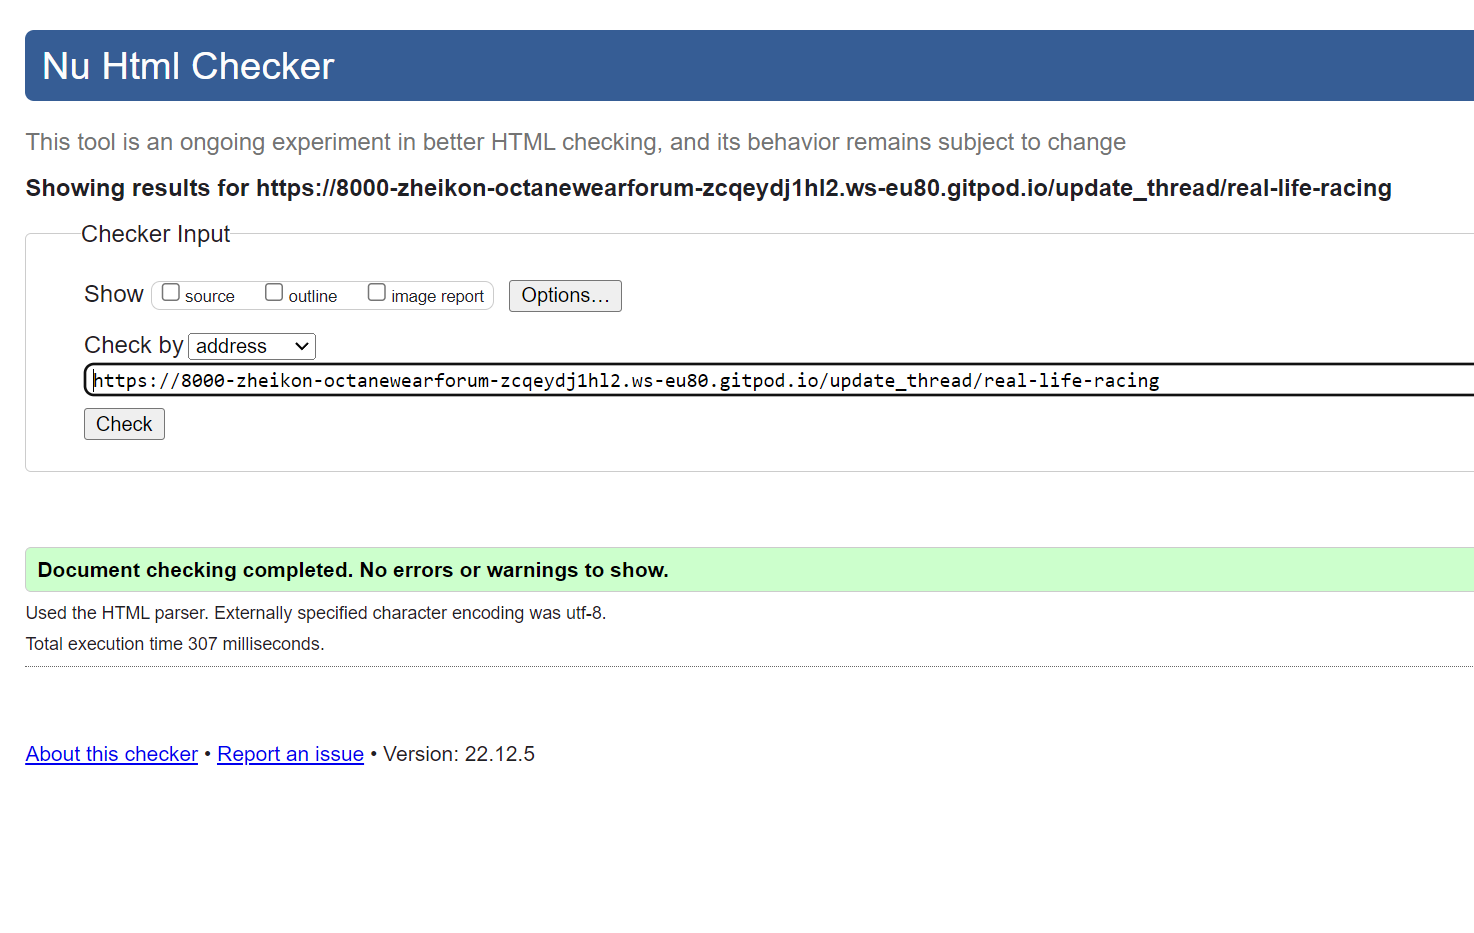 Nu Html Checker
This tool is an ongoing experiment in better HTML checking, and its behavior remains subject to change
Showing results for https://8000-zheikon-octanewearforum-zcqeydj1hl2.ws-eu80.gitpod.io/update_thread/real-life-racing
Checker Input
Show source outline image report Options...
Check by address
https://8000-zheikon-octanewearforum-zcqeydj1hl2.ws-eu80.gitpod.io/update_thread/real-life-racing
Check
Document checking completed. No errors or warnings to show.
Used the HTML parser. Externally specified character encoding was utf-8.
Total execution time 307 milliseconds.
About this checker • Report an issue • Version: 22.12.5